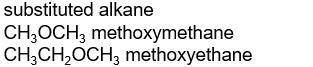 substituted alkane
CH₃OCH₃ methoxymethane
CH₃CH₂OCH₃ methoxyethane